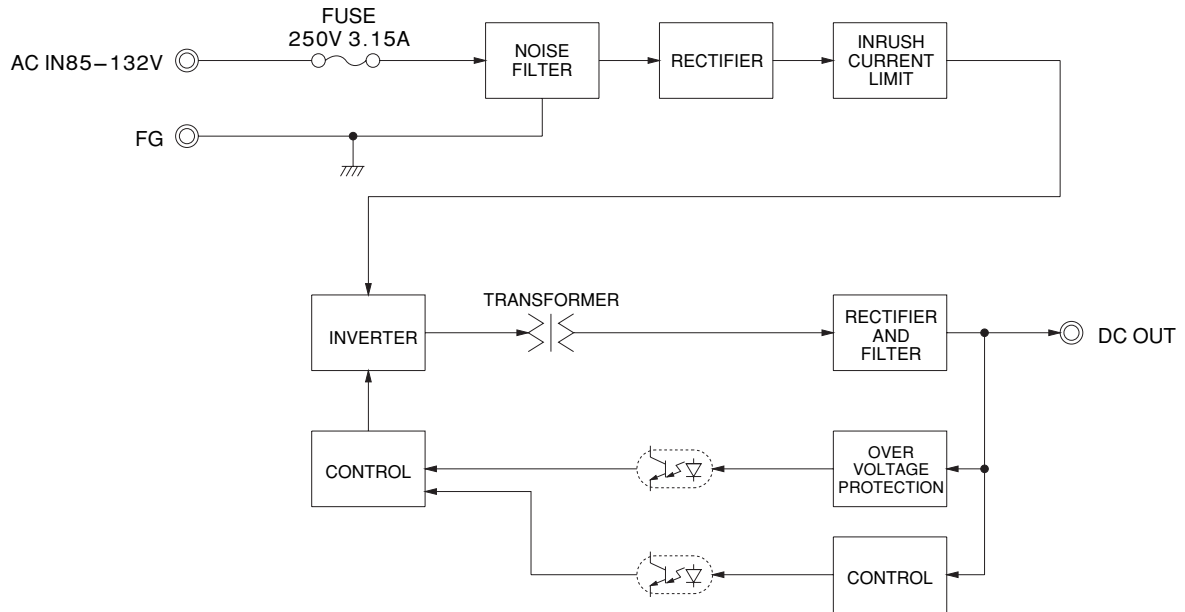 FUSE
250V 3.15A
AC IN85–132V
NOISE
FILTER
RECTIFIER
INRUSH
CURRENT
LIMIT
FG
TRANSFORMER
INVERTER
RECTIFIER
AND
FILTER
DC OUT
CONTROL
OVER
VOLTAGE
PROTECTION
CONTROL